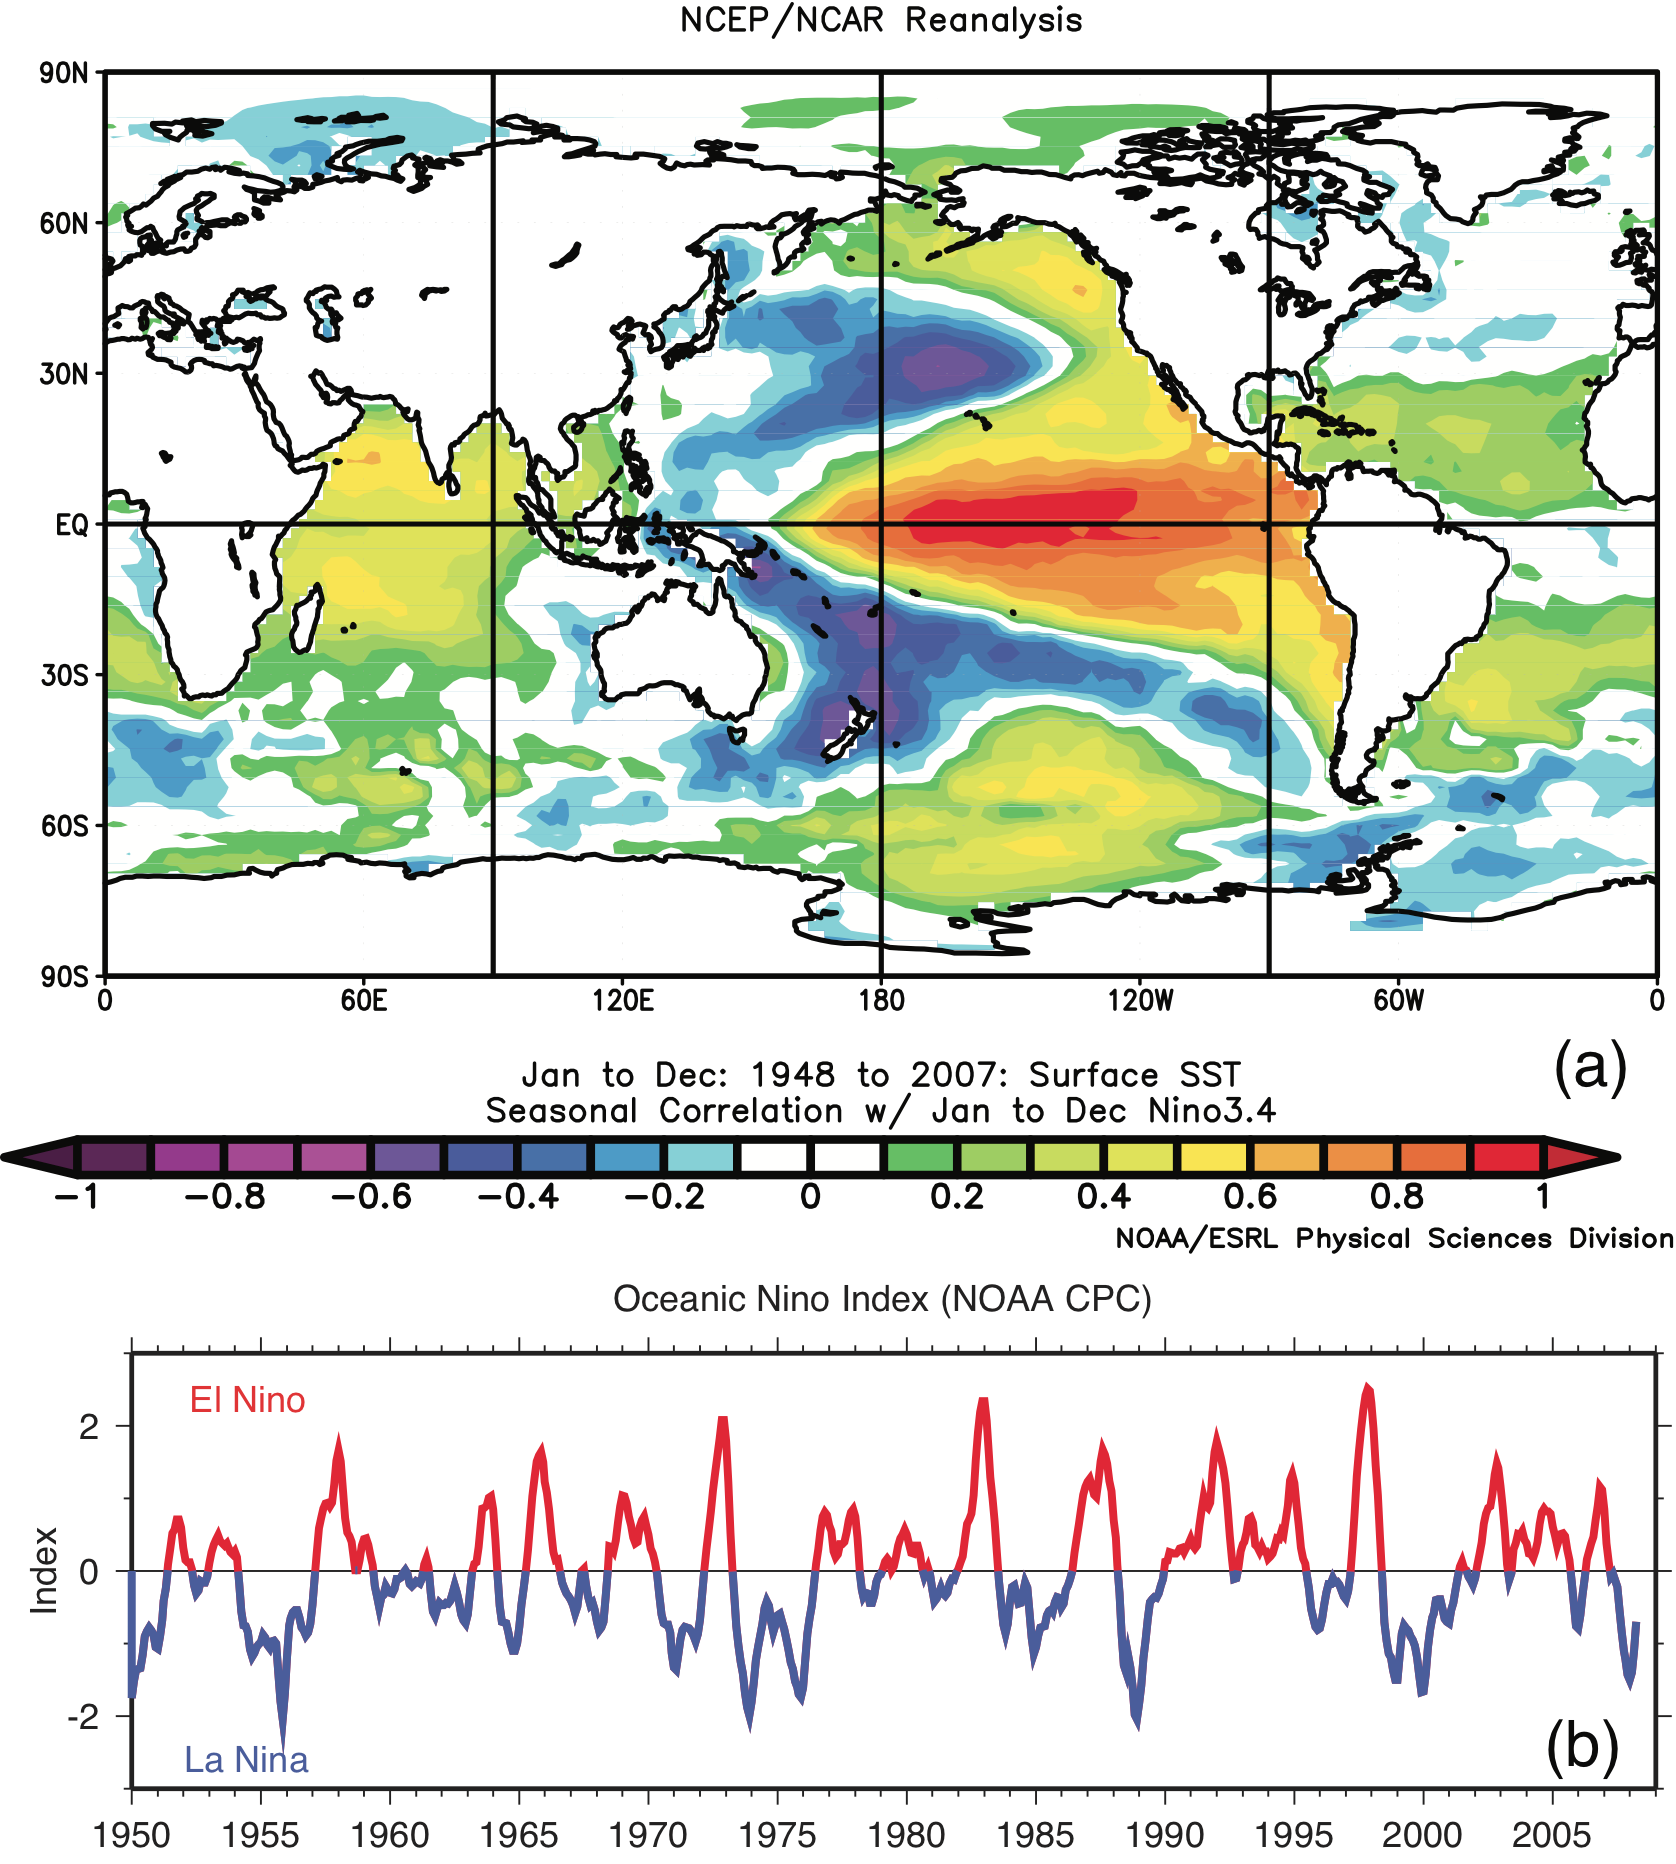 NCEP/NCAR Reanalysis
90N
60N
30N
EQ
30S
60S
90S
0 60E 120E 180 120W 60W 0
(a)
Jan to Dec: 1948 to 2007: Surface SST
Seasonal Correlation w/ Jan to Dec Nino3.4
-1 -0.8 -0.6 -0.4 -0.2 0 0.2 0.4 0.6 0.8 1
NOAA/ESRL Physical Sciences Division
Oceanic Nino Index (NOAA CPC)
El Nino
2
0
-2
Index
La Nina
(b)
1950 1955 1960 1965 1970 1975 1980 1985 1990 1995 2000 2005